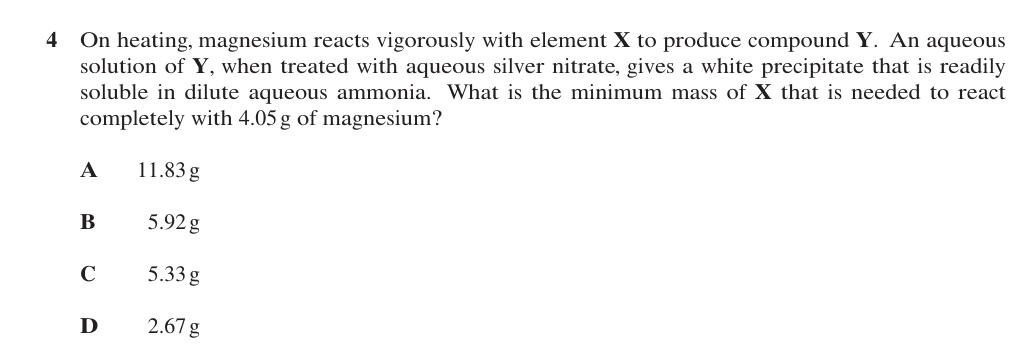 4 On heating, magnesium reacts vigorously with element X to produce compound Y. An aqueous
solution of Y, when treated with aqueous silver nitrate, gives a white precipitate that is readily
soluble in dilute aqueous ammonia. What is the minimum mass of X that is needed to react
completely with 4.05 g of magnesium?
A 11.83 g
B 5.92 g
C 5.33 g
D 2.67 g